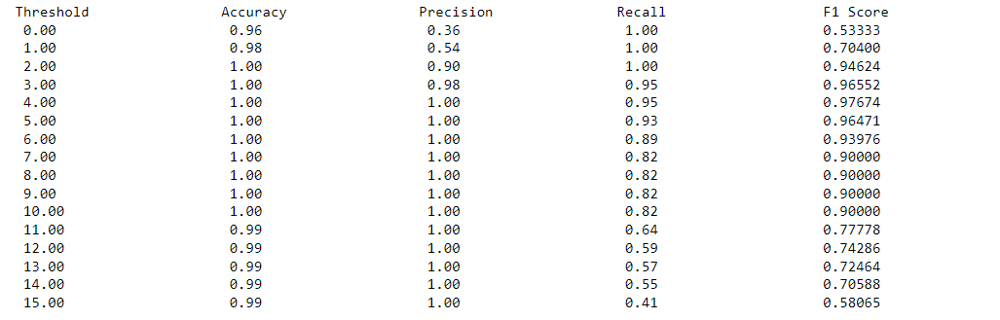 Threshold Accuracy Precision Recall F1 Score
0.00 0.96 0.36 1.00 0.53333
1.00 0.98 0.54 1.00 0.70400
2.00 1.00 0.90 1.00 0.94624
3.00 1.00 0.98 0.95 0.96552
4.00 1.00 1.00 0.95 0.97674
5.00 1.00 1.00 0.93 0.96471
6.00 1.00 1.00 0.89 0.93976
7.00 1.00 1.00 0.82 0.90000
8.00 1.00 1.00 0.82 0.90000
9.00 1.00 1.00 0.82 0.90000
10.00 1.00 1.00 0.82 0.90000
11.00 0.99 1.00 0.64 0.77778
12.00 0.99 1.00 0.59 0.74286
13.00 0.99 1.00 0.57 0.72464
14.00 0.99 1.00 0.55 0.70588
15.00 0.99 1.00 0.41 0.58065